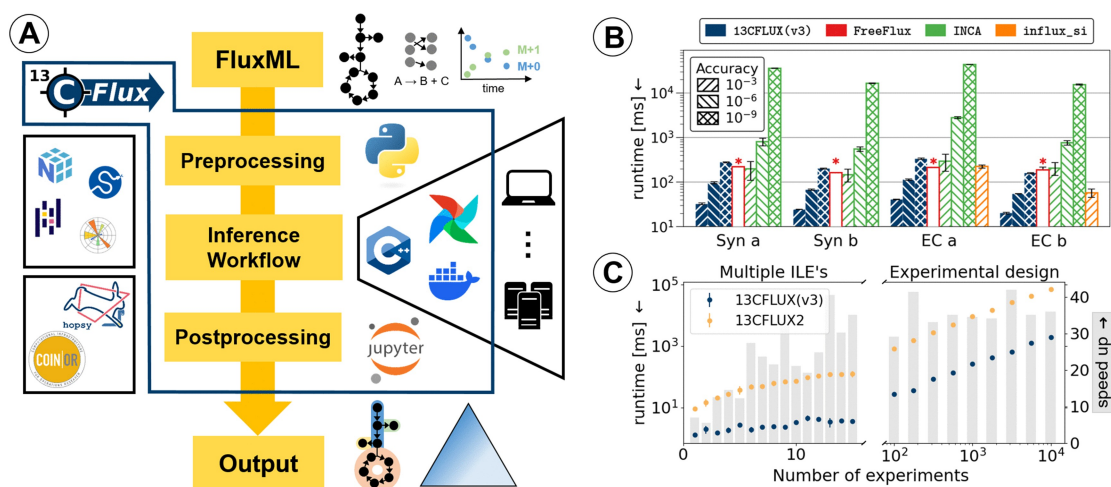 A
FluxML
A → B + C
M+1
M+0
time
13
C
Flux
Preprocessing
Inference
Workflow
C++
Postprocessing
jupyter
hopsy
COIN|OR
Output
B
13CFLUX(v3)
FreeFlux
INCA
influx_si
runtime [ms] ←
Accuracy
10⁻³
10⁻⁶
10⁻⁹
10⁴
10³
10²
10¹
*
*
*
*
Syn a
Syn b
EC a
EC b
C
Multiple ILE's
Experimental design
13CFLUX(v3)
13CFLUX2
runtime [ms] ←
10⁵
10³
10¹
0
10
10²
10³
10⁴
40
30
20
10
0
speed up →
Number of experiments